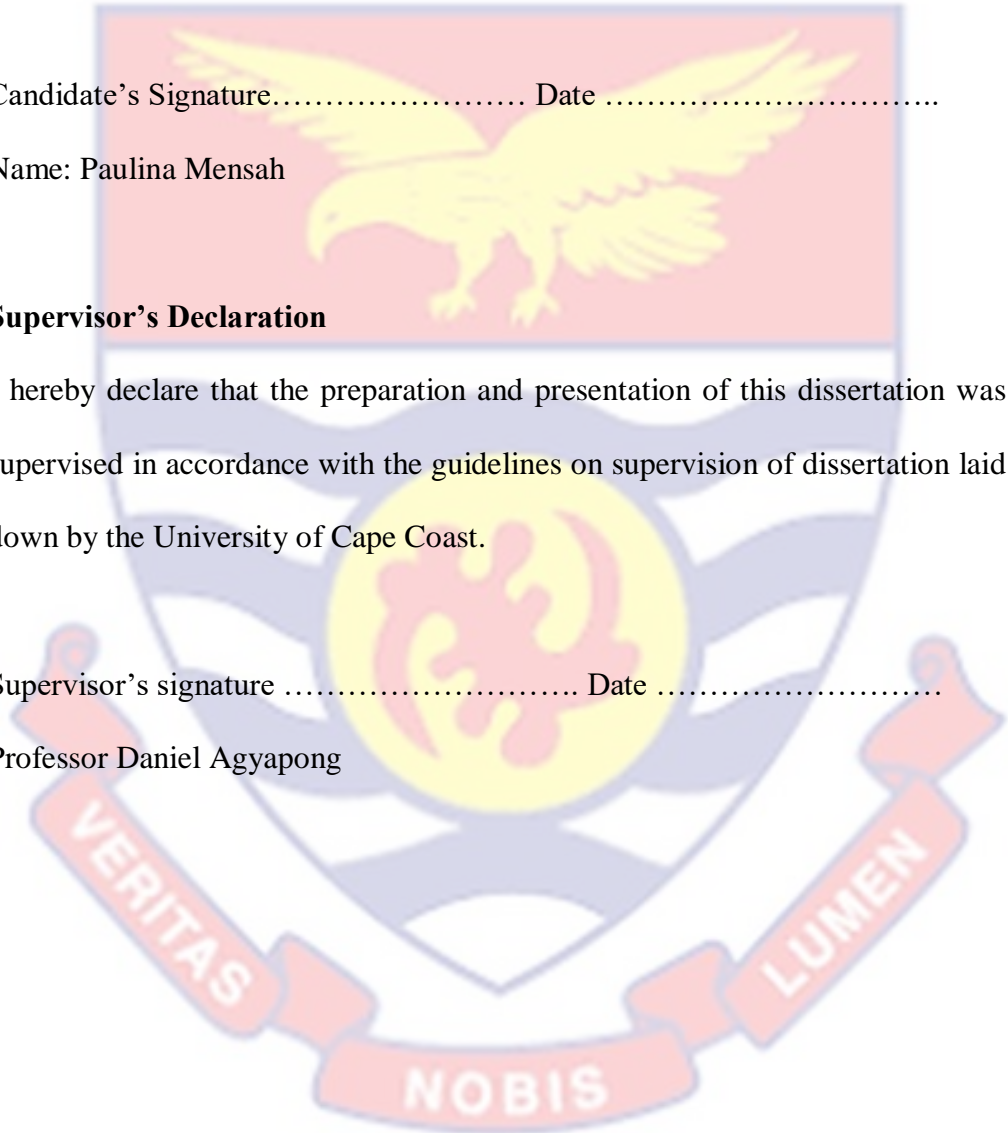 Candidate's Signature…………………… Date …………………………..
Name: Paulina Mensah
Supervisor's Declaration
hereby declare that the preparation and presentation of this dissertation was
supervised in accordance with the guidelines on supervision of dissertation laid
down by the University of Cape Coast.
Supervisor's signature ………………………. Date ………………………
Professor Daniel Agyapong
VERITAS
NOBIS
LUMEN